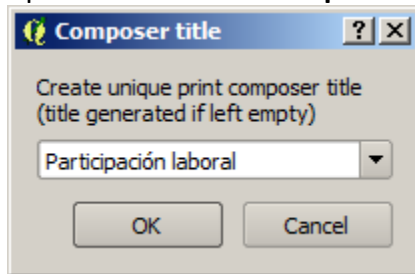 Composer title
Create unique print composer title
(title generated if left empty)
Participación laboral
OK Cancel